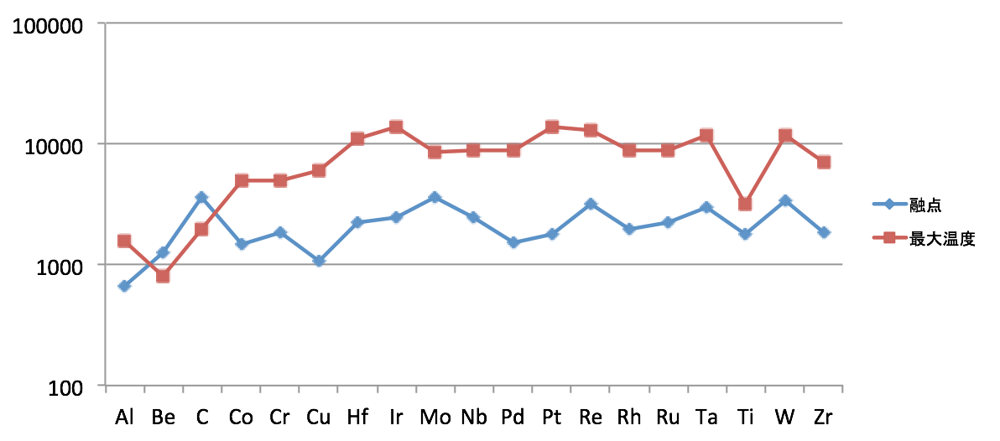 100000
10000
1000
100
Al Be C Co Cr Cu Hf Ir Mo Nb Pd Pt Re Rh Ru Ta Ti W Zr
融点
最大温度